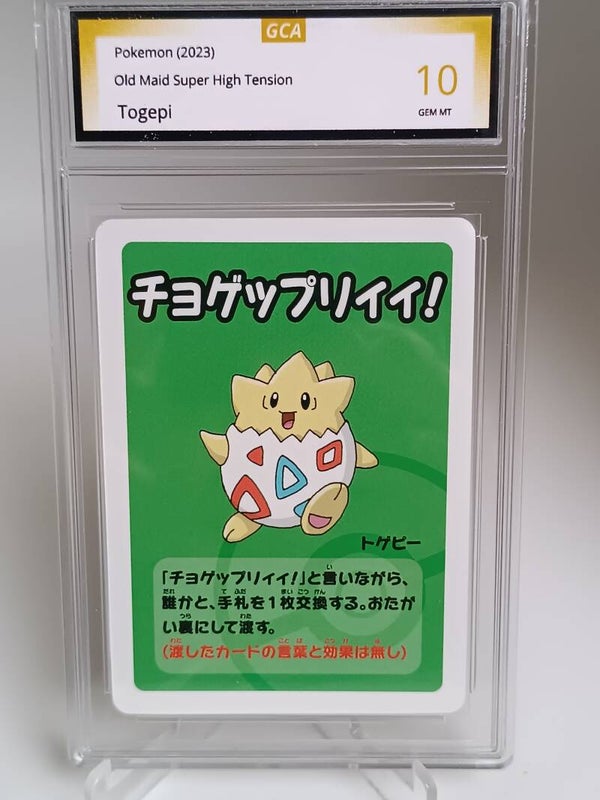 GCA
Pokemon (2023)
Old Maid Super High Tension
Togepi
10
GEM MT
チョゲップリィィ!
トゲピー
「チョゲップリィィ!」と言いながら、
誰かと、手札を1枚交換する。おたが
い裏にして渡す。
(渡したカードの言葉と効果は無し)